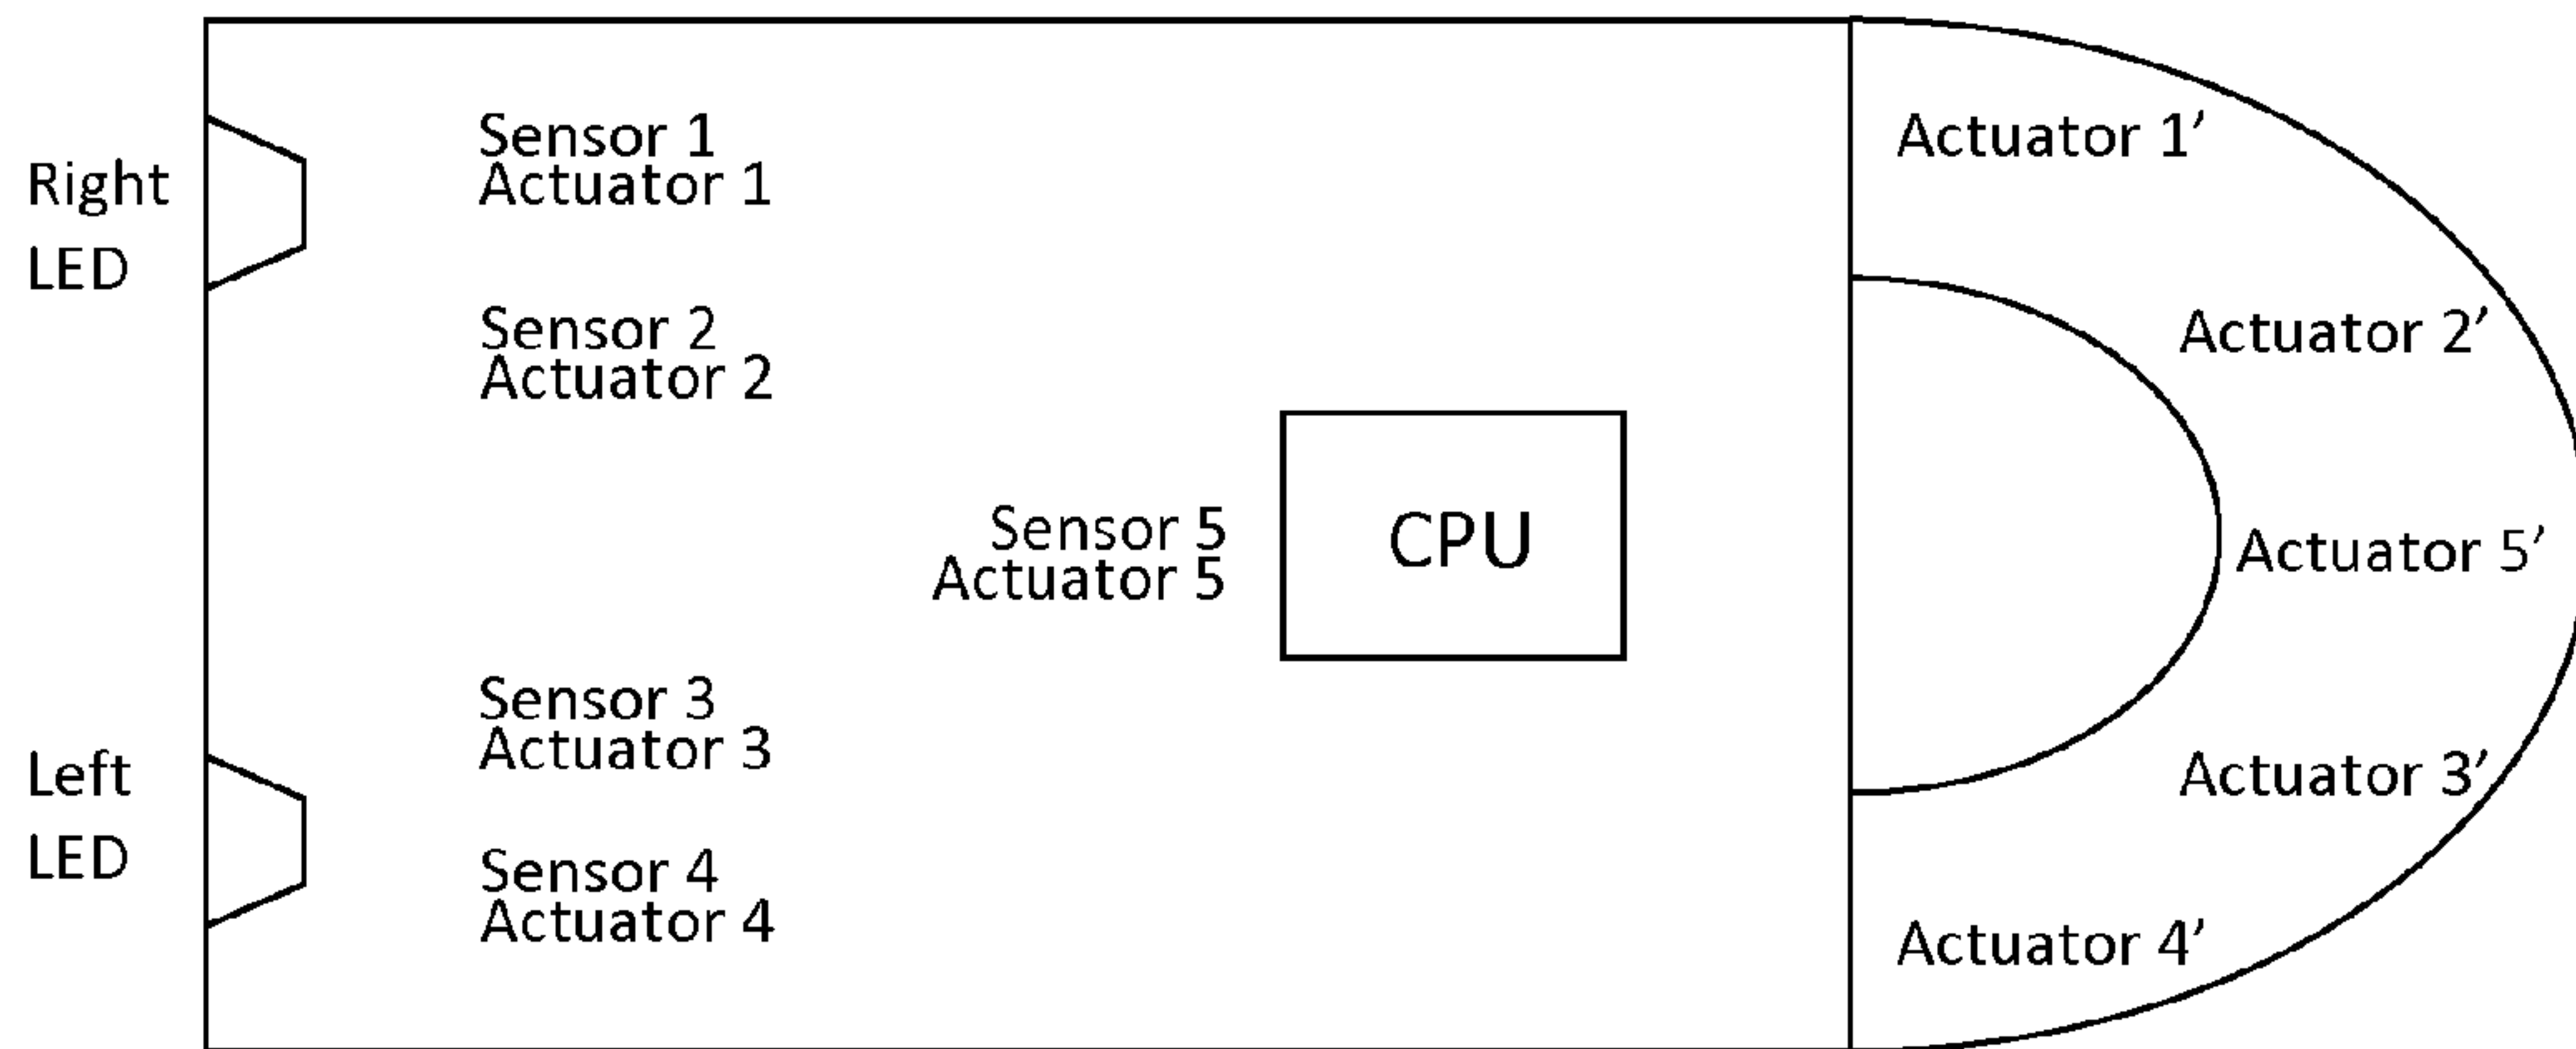 Right
LED
Sensor 1
Actuator 1
Sensor 2
Actuator 2
Sensor 5
Actuator 5
CPU
Left
LED
Sensor 3
Actuator 3
Sensor 4
Actuator 4
Actuator 1’
Actuator 2’
Actuator 5’
Actuator 3’
Actuator 4’